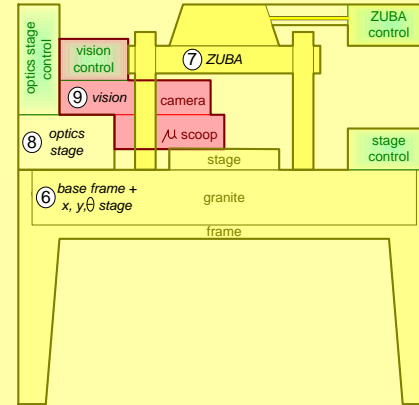 optics stage
control
vision
control
⑦ ZUBA
ZUBA
control
⑨ vision
camera
μ scoop
⑧ optics
stage
stage
stage
control
⑥ base frame +
x, y,θ stage
granite
frame